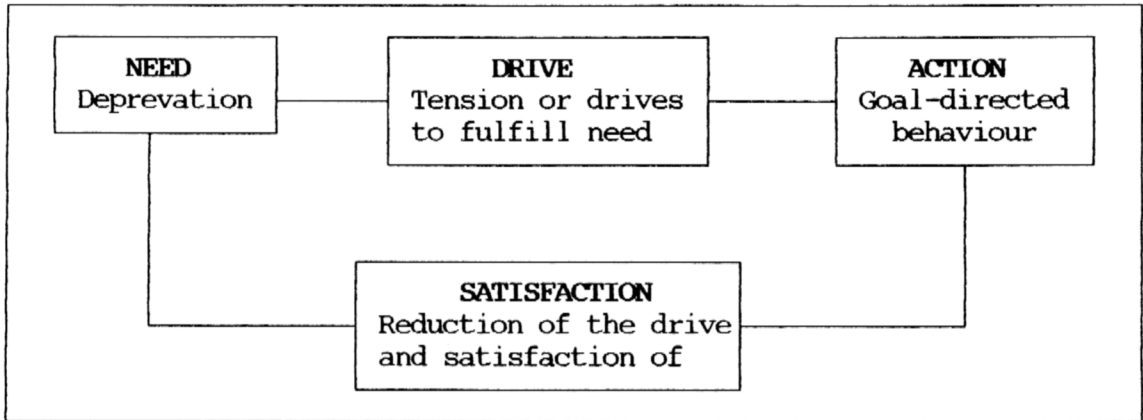 NEED
Deprevation
DRIVE
Tension or drives
to fulfill need
ACTION
Goal-directed
behaviour
SATISFACTION
Reduction of the drive
and satisfaction of